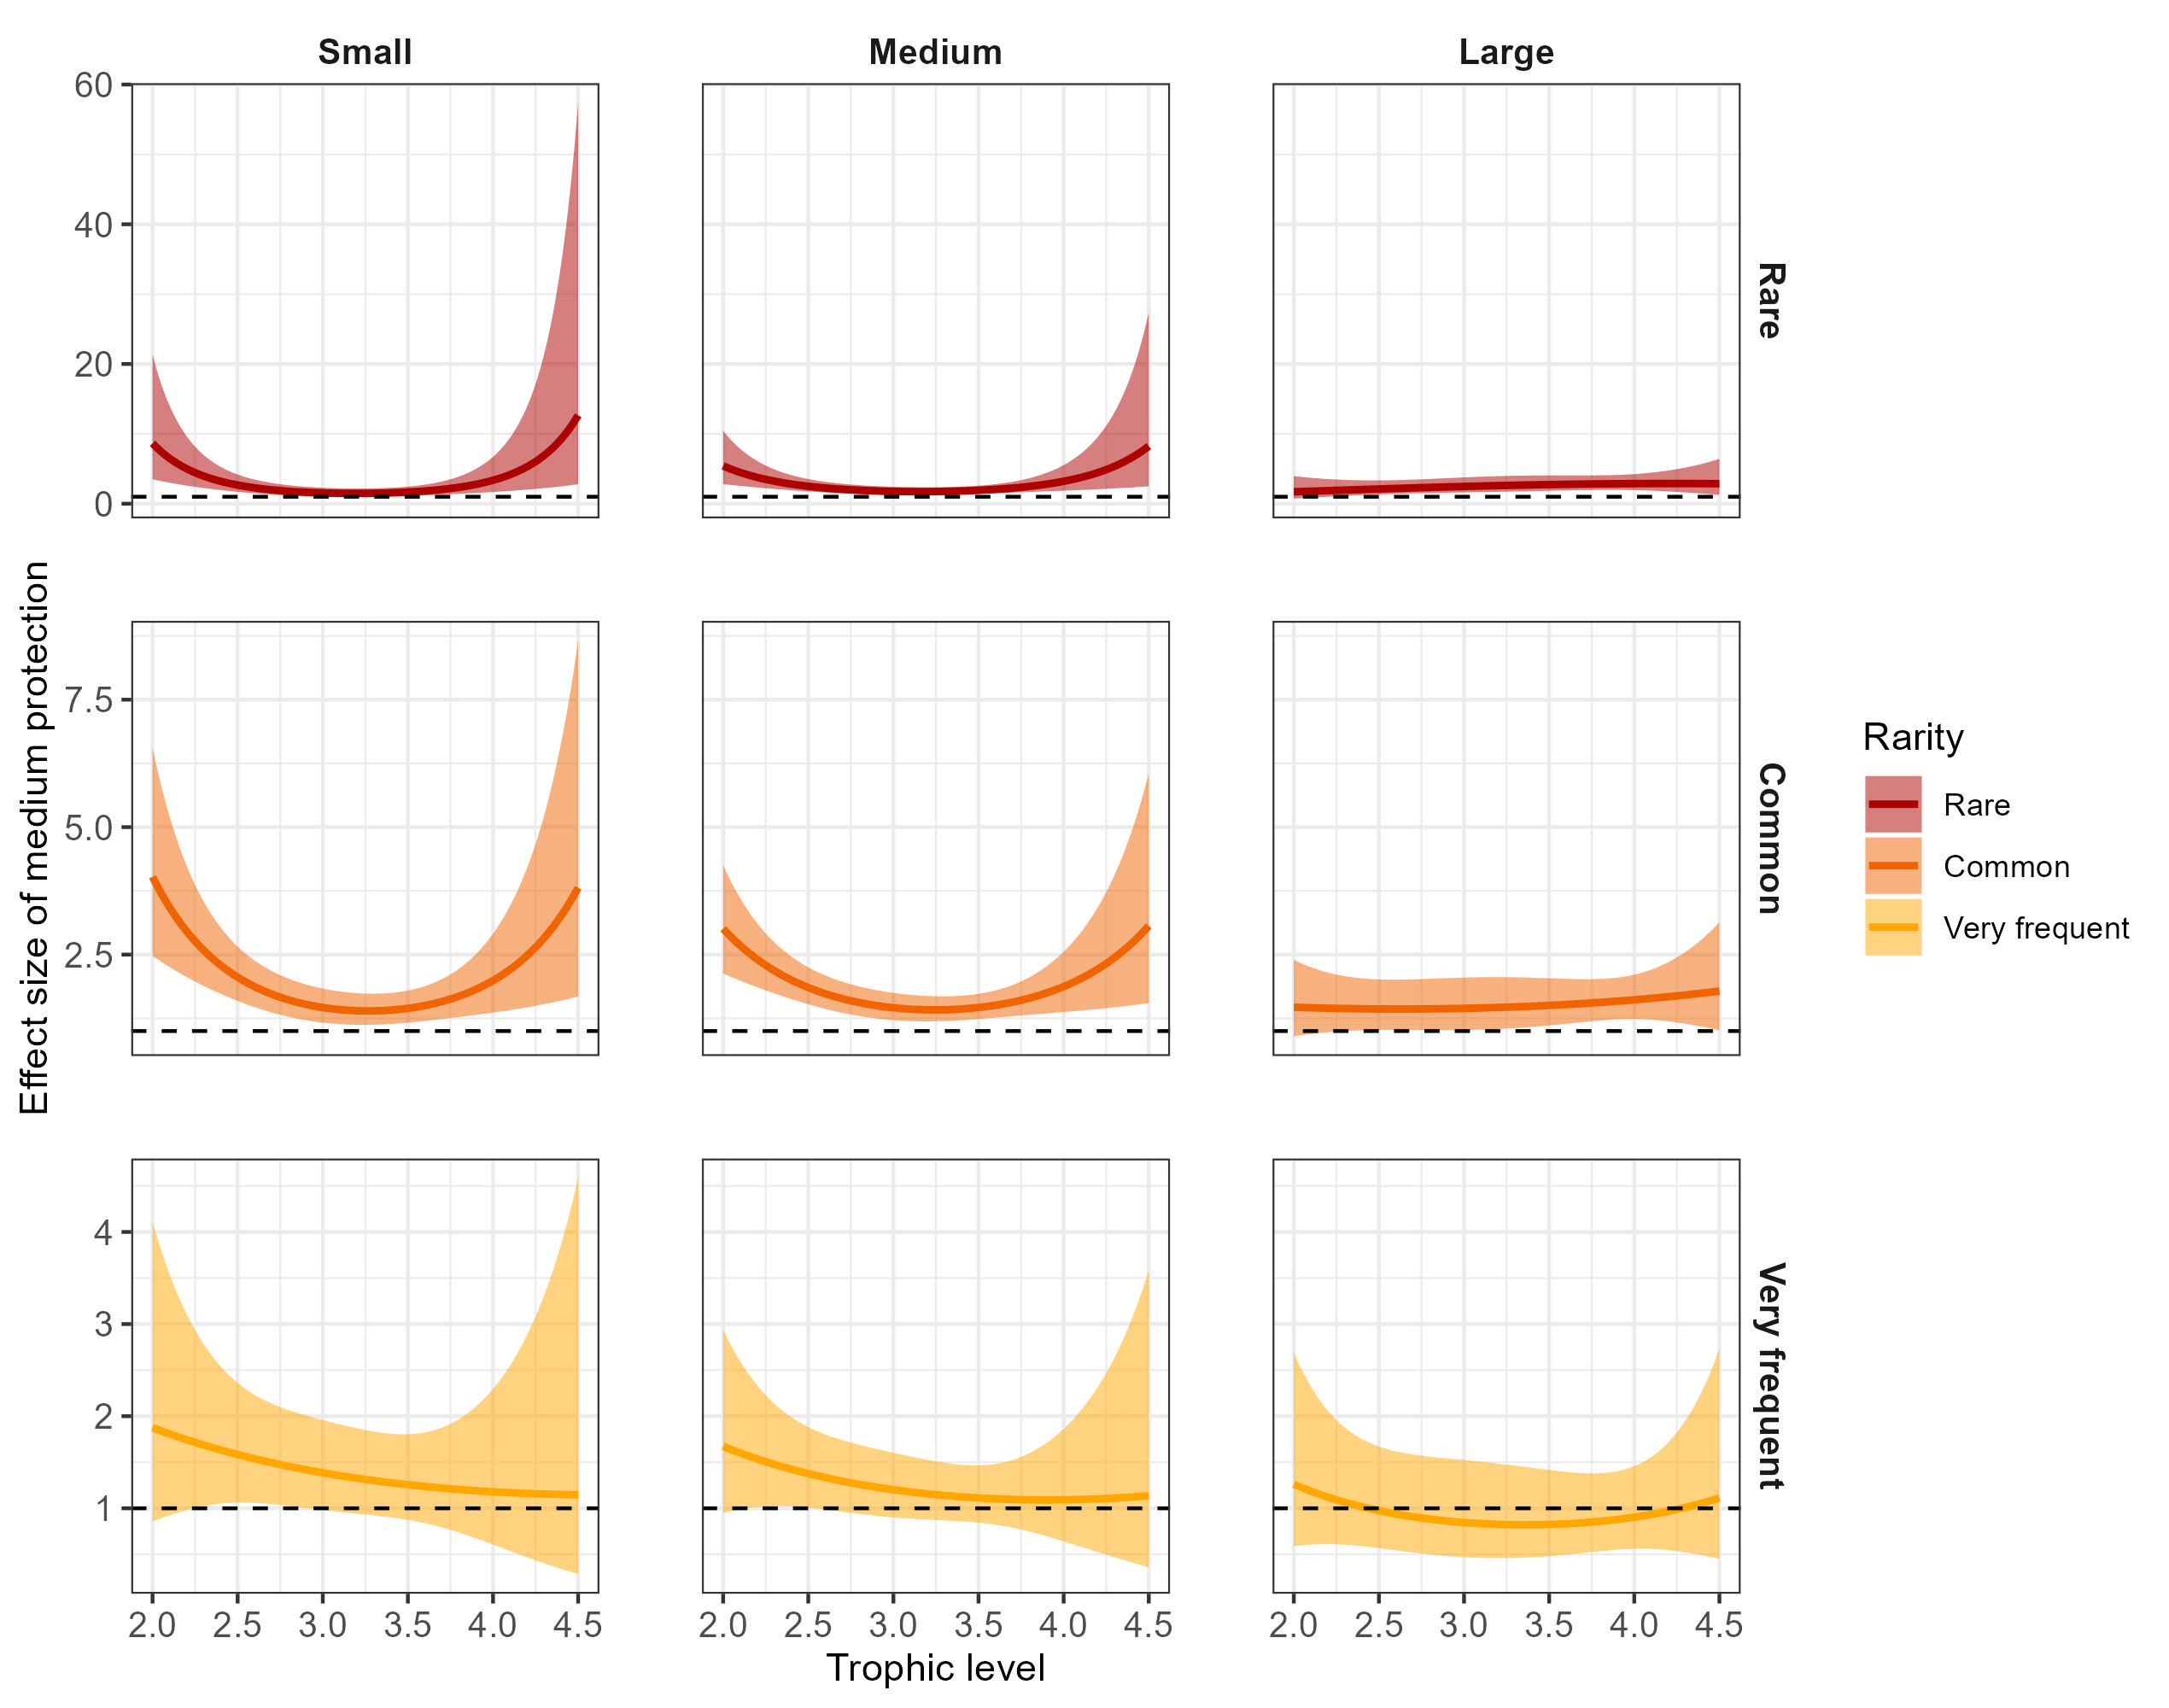 Small Medium Large
60
40
20
0
Rare
Effect size of medium protection
7.5
5.0
2.5
Common
Rarity
Rare
Common
Very frequent
4
3
2
1
Very frequent
2.0 2.5 3.0 3.5 4.0 4.5 2.0 2.5 3.0 3.5 4.0 4.5 2.0 2.5 3.0 3.5 4.0 4.5
Trophic level